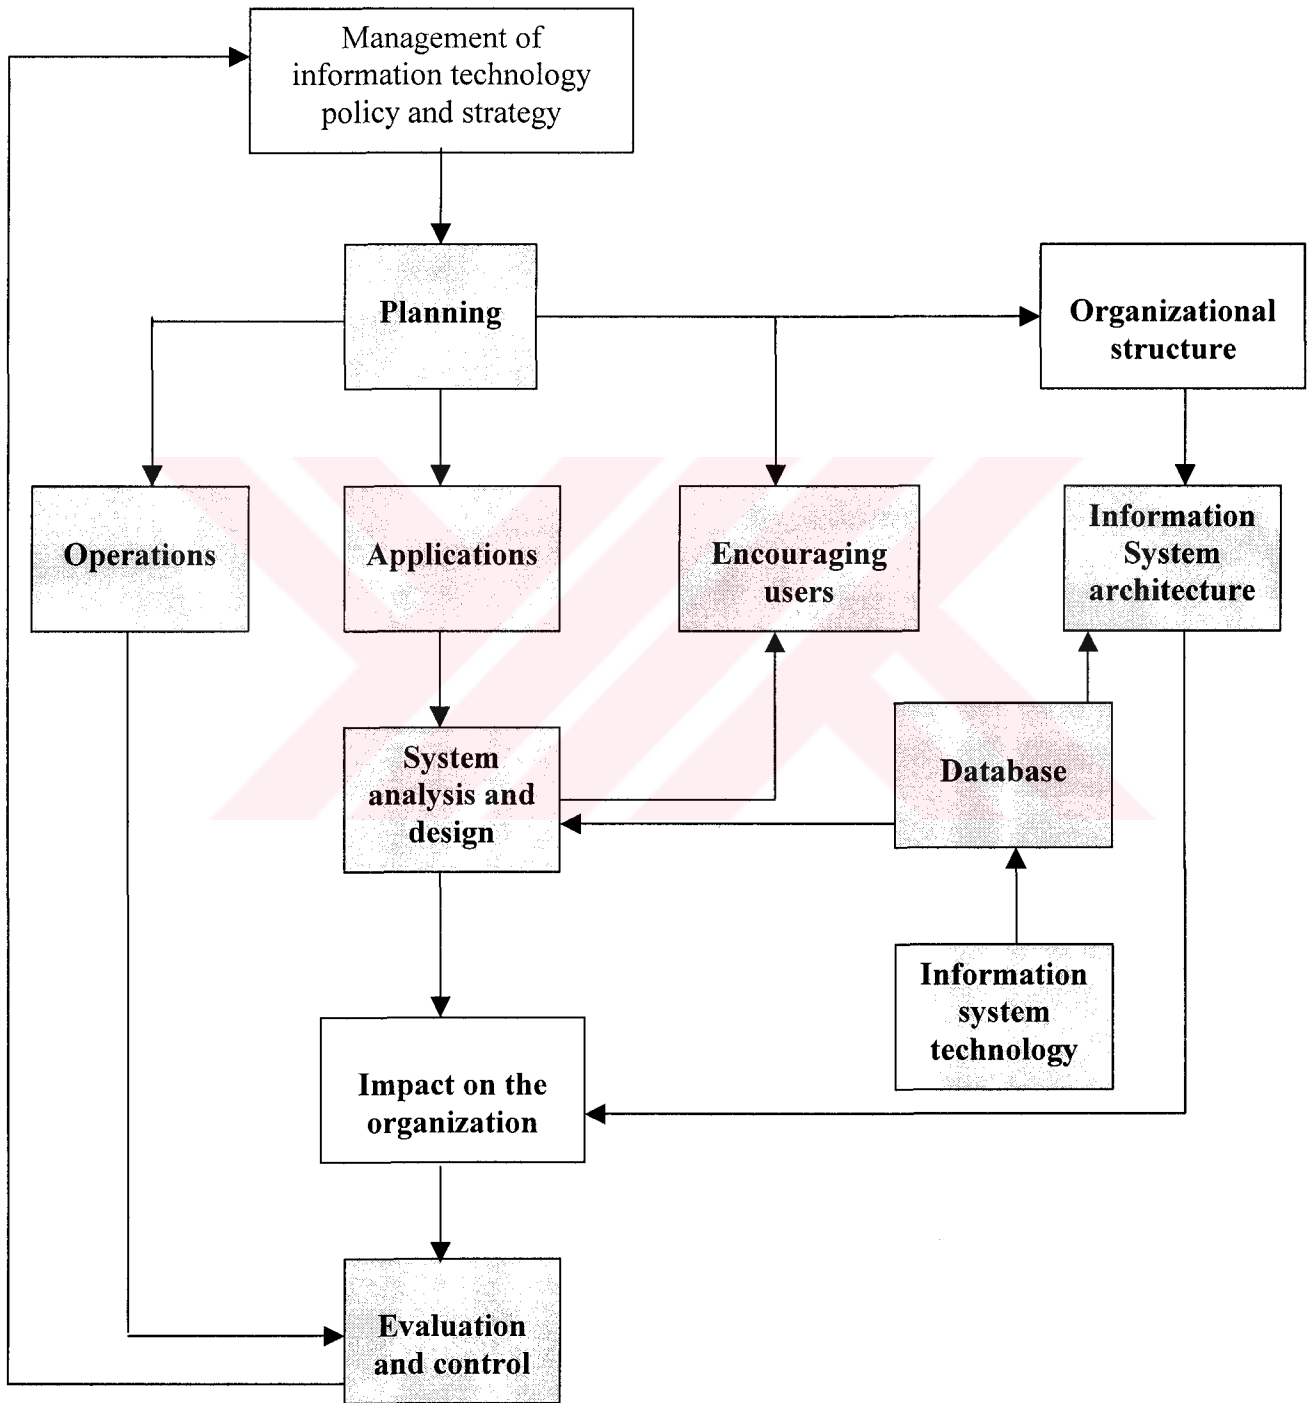 Management of
information technology
policy and strategy
Planning
Organizational
structure
Operations
Applications
Encouraging
users
Information
System
architecture
System
analysis and
design
Database
Information
system
technology
Impact on the
organization
Evaluation
and control